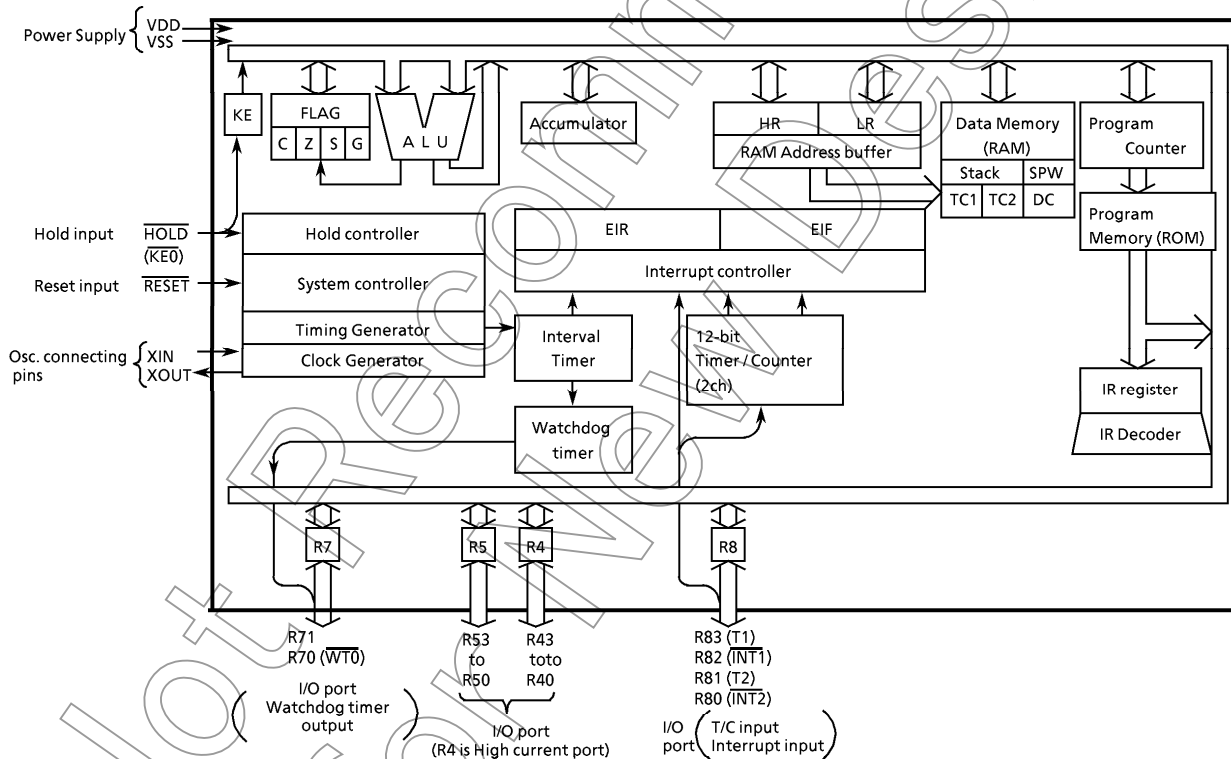 Power Supply
VDD
VSS
KE
FLAG
C Z S G
A L U
Accumulator
HR LR
RAM Address buffer
Data Memory
(RAM)
Stack SPW
TC1 TC2 DC
Program
Counter
Program
Memory (ROM)
Hold input HOLD
(KE0)
Reset input RESET
Osc. connecting
pins
XIN
XOUT
Hold controller
System controller
Timing Generator
Clock Generator
EIR EIF
Interrupt controller
Interval
Timer
12-bit
Timer / Counter
(2ch)
Watchdog
timer
IR register
IR Decoder
R7 R5 R4 R8
R71
R70 (WT0)
I/O port
Watchdog timer
output
R53
to
R50
R43
toto
R40
I/O port
(R4 is High current port)
R83 (T1)
R82 (INT1)
R81 (T2)
R80 (INT2)
I/O
port
T/C input
Interrupt input
Not Recomm
for New Des